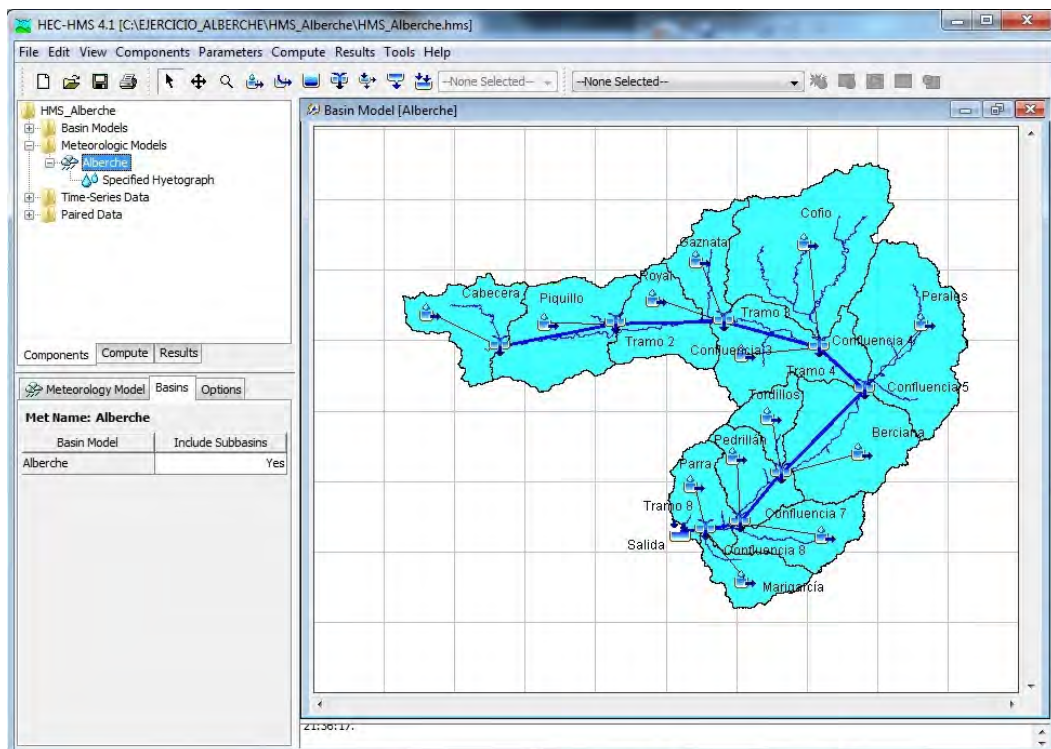 HEC-HMS 4.1 [C:\EJERCICIO_ALBERCHE\HMS_Alberche\HMS_Alberche.hms]
File Edit View Components Parameters Compute Results Tools Help
--None Selected-- --None Selected--
HMS_Alberche
Basin Models
Meteorologic Models
Alberche
Specified Hyetograph
Time-Series Data
Paired Data
Components Compute Results
Meteorology Model Basins Options
Met Name: Alberche
Basin Model Include Subbasins
Alberche Yes
Basin Model [Alberche]
Cofio
Gaznata
Royal
Cabecera
Piquillo
Perales
Tramo 3
Tramo 2
Confluencia 3
Confluencia 4
Tramo 4
Confluencia 5
Tordillos
Berciana
Pedrillán
Parra
Tramo 8
Confluencia 7
Salida
Confluencia 8
Marigarcía
21:36:17.